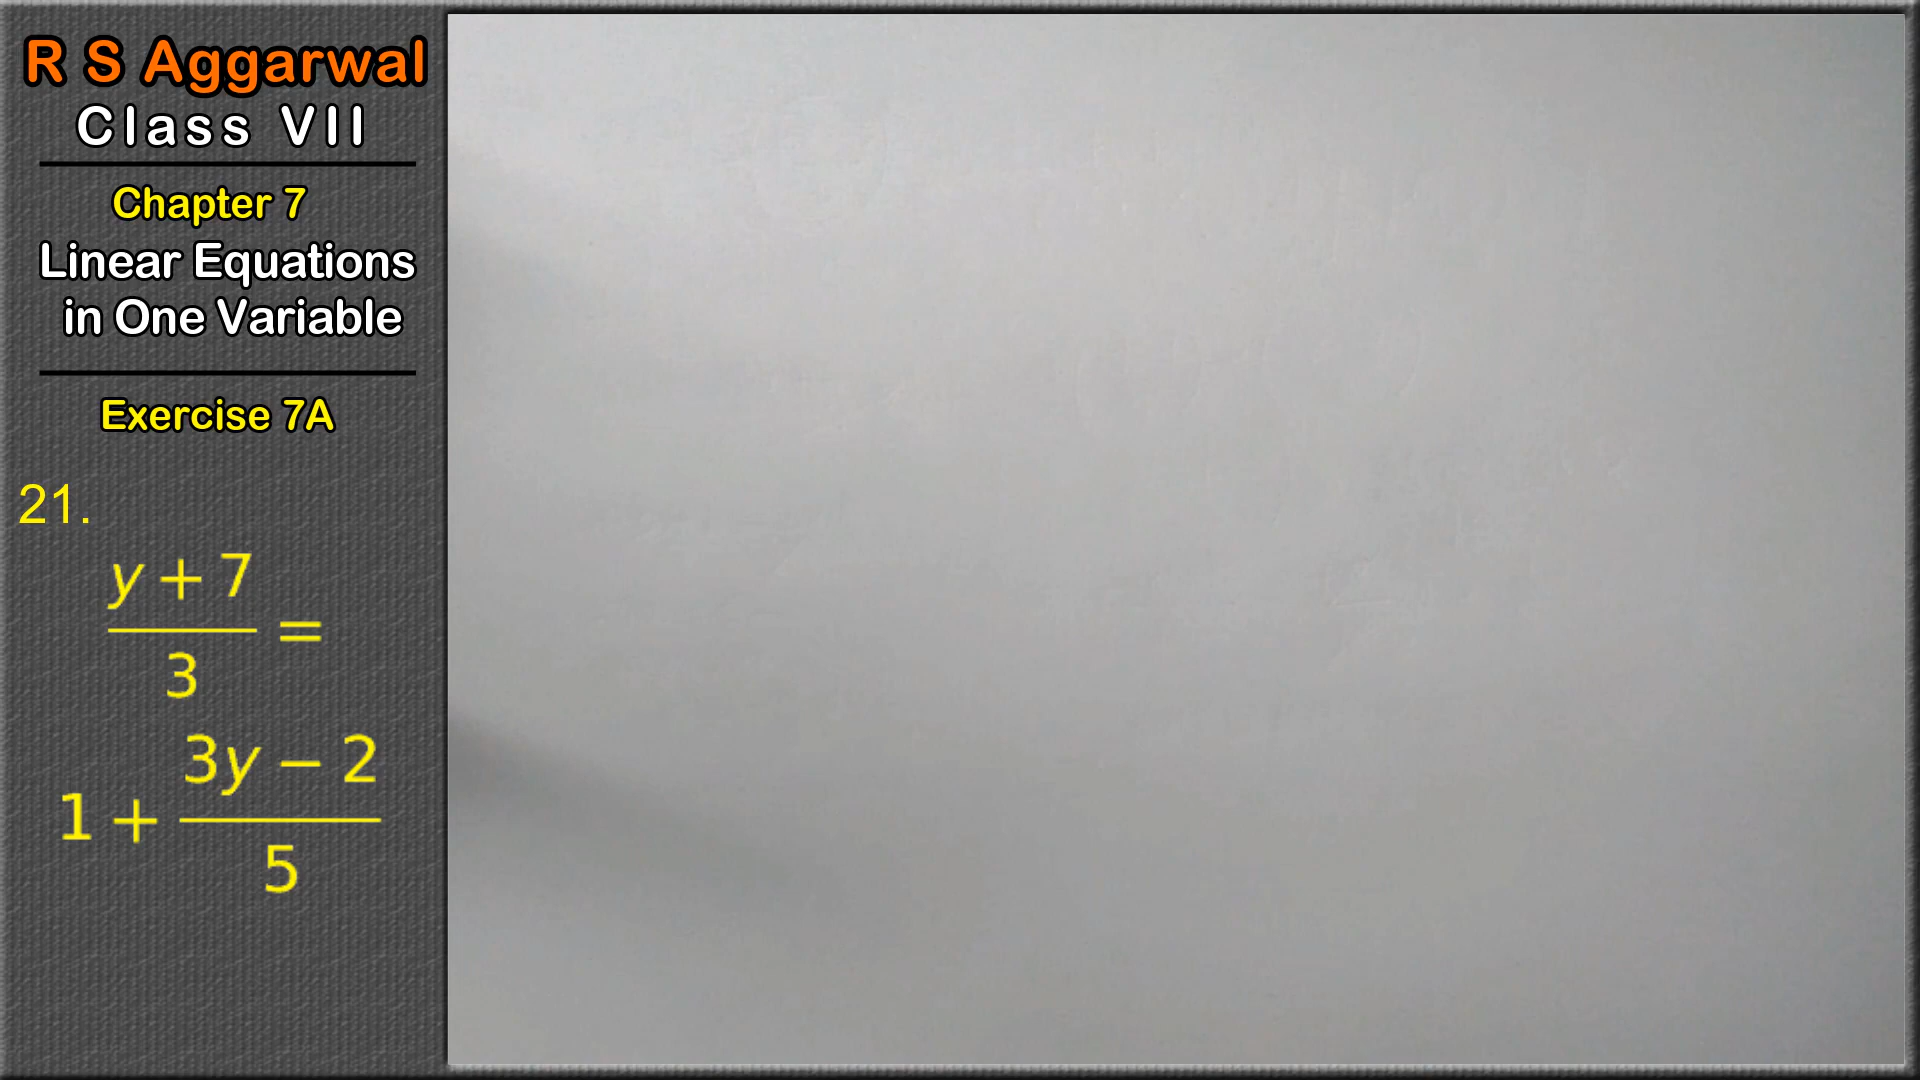 R S Aggarwal
Class VII
Chapter 7
Linear Equations
in One Variable
Exercise 7A
21.
y + 7
3
=
3y − 2
1 +
5